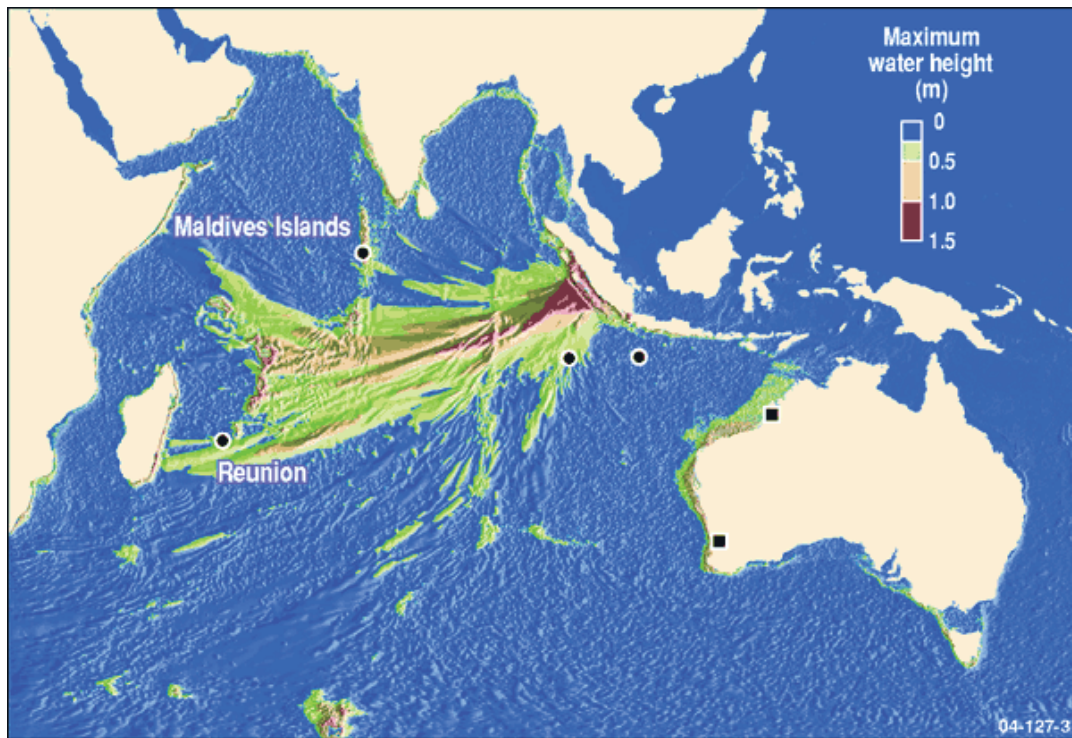 Maximum
water height
(m)
0
0.5
1.0
1.5
Maldives Islands
Reunion
04-127-3